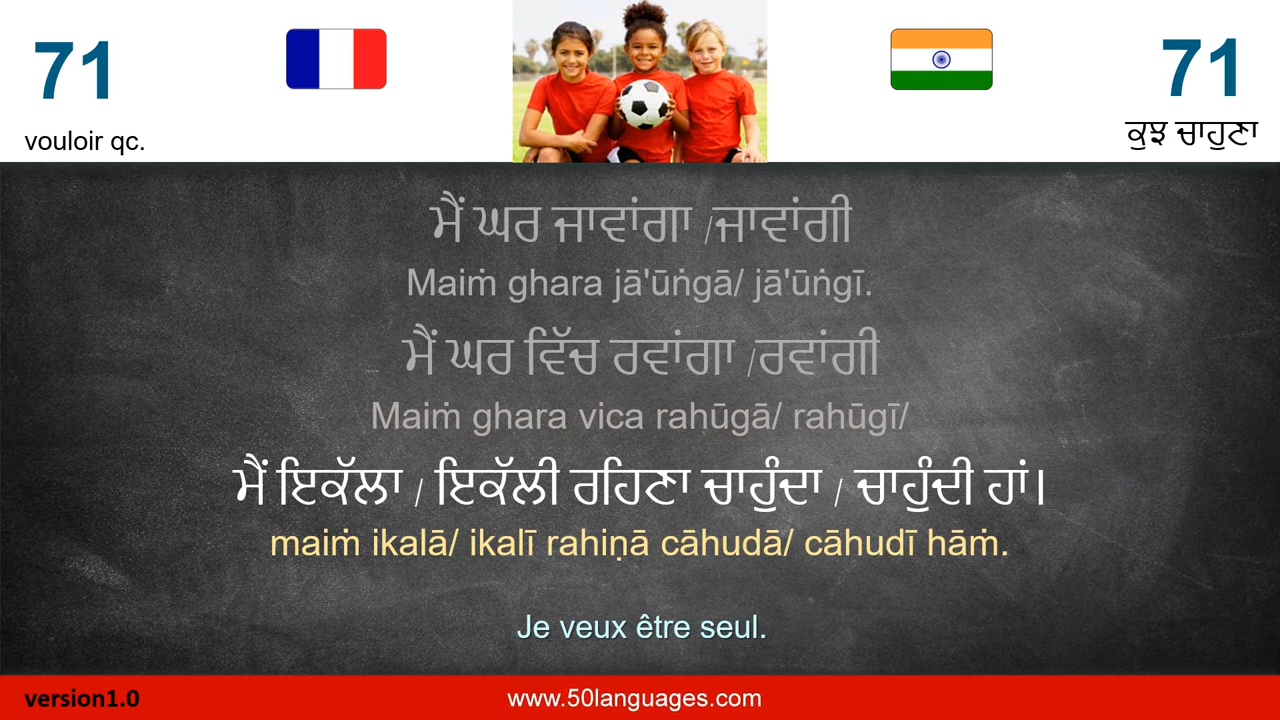 71
71
vouloir qc.
ਕੁਝ ਚਾਹੁਣਾ
ਮੈਂ ਘਰ ਜਾਵਾਂਗਾ /ਜਾਵਾਂਗੀ
Maiṁ ghara jā'ūṅgā/ jā'ūṅgī.
ਮੈਂ ਘਰ ਵਿੱਚ ਰਵਾਂਗਾ /ਰਵਾਂਗੀ
Maiṁ ghara vica rahūgā/ rahūgī/
ਮੈਂ ਇਕੱਲਾ / ਇਕੱਲੀ ਰਹਿਣਾ ਚਾਹੁੰਦਾ / ਚਾਹੁੰਦੀ ਹਾਂ।
maiṁ ikalā/ ikalī rahiṇā cāhudā/ cāhudī hāṁ.
Je veux être seul.
version1.0
www.50languages.com